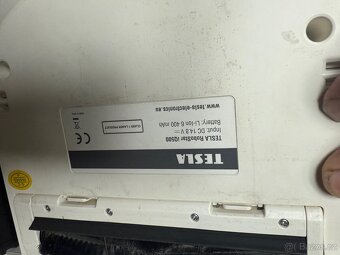 TESLA
TESLA RoboStar iQ500
Input: DC 14.8 V
Battery: Li-ion 6 400 mAh
www.tesla-electronics.eu
CLASS 1 LASER PRODUCT
CE